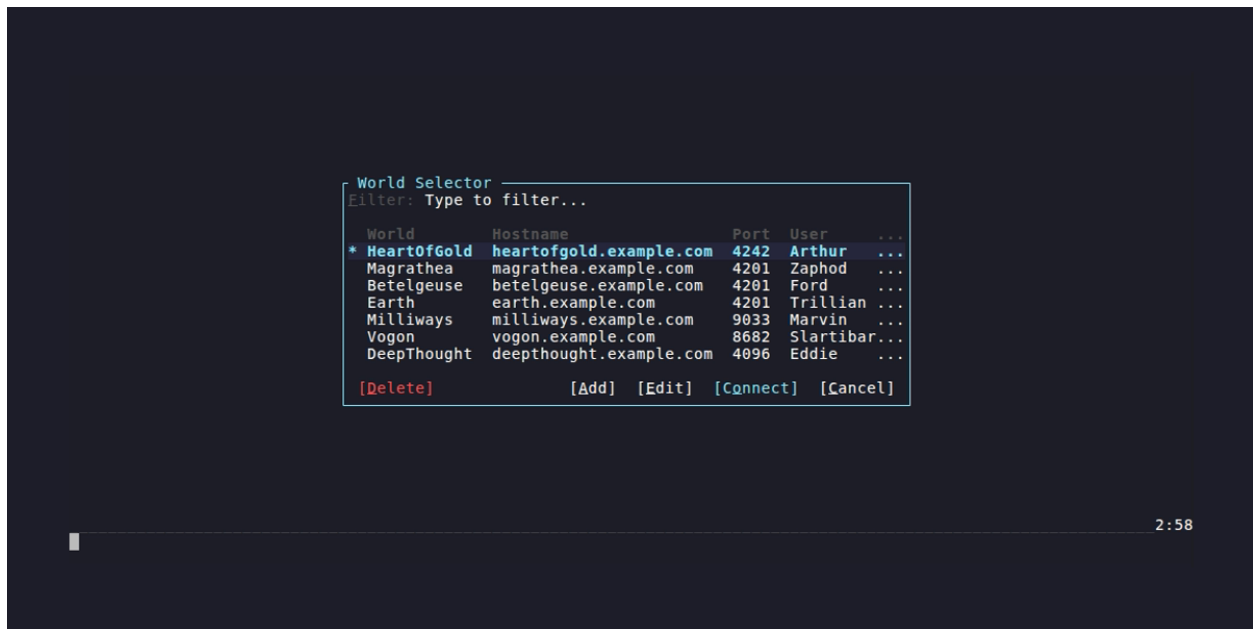 World Selector
Filter: Type to filter...
World Hostname Port User ...
* HeartOfGold heartofgold.example.com 4242 Arthur ...
Magrathea magrathea.example.com 4201 Zaphod ...
Betelgeuse betelgeuse.example.com 4201 Ford ...
Earth earth.example.com 4201 Trillian ...
Milliways milliways.example.com 9033 Marvin ...
Vogon vogon.example.com 8682 Slartibar...
DeepThought deepthought.example.com 4096 Eddie ...
[Delete] [Add] [Edit] [Connect] [Cancel]
2:58